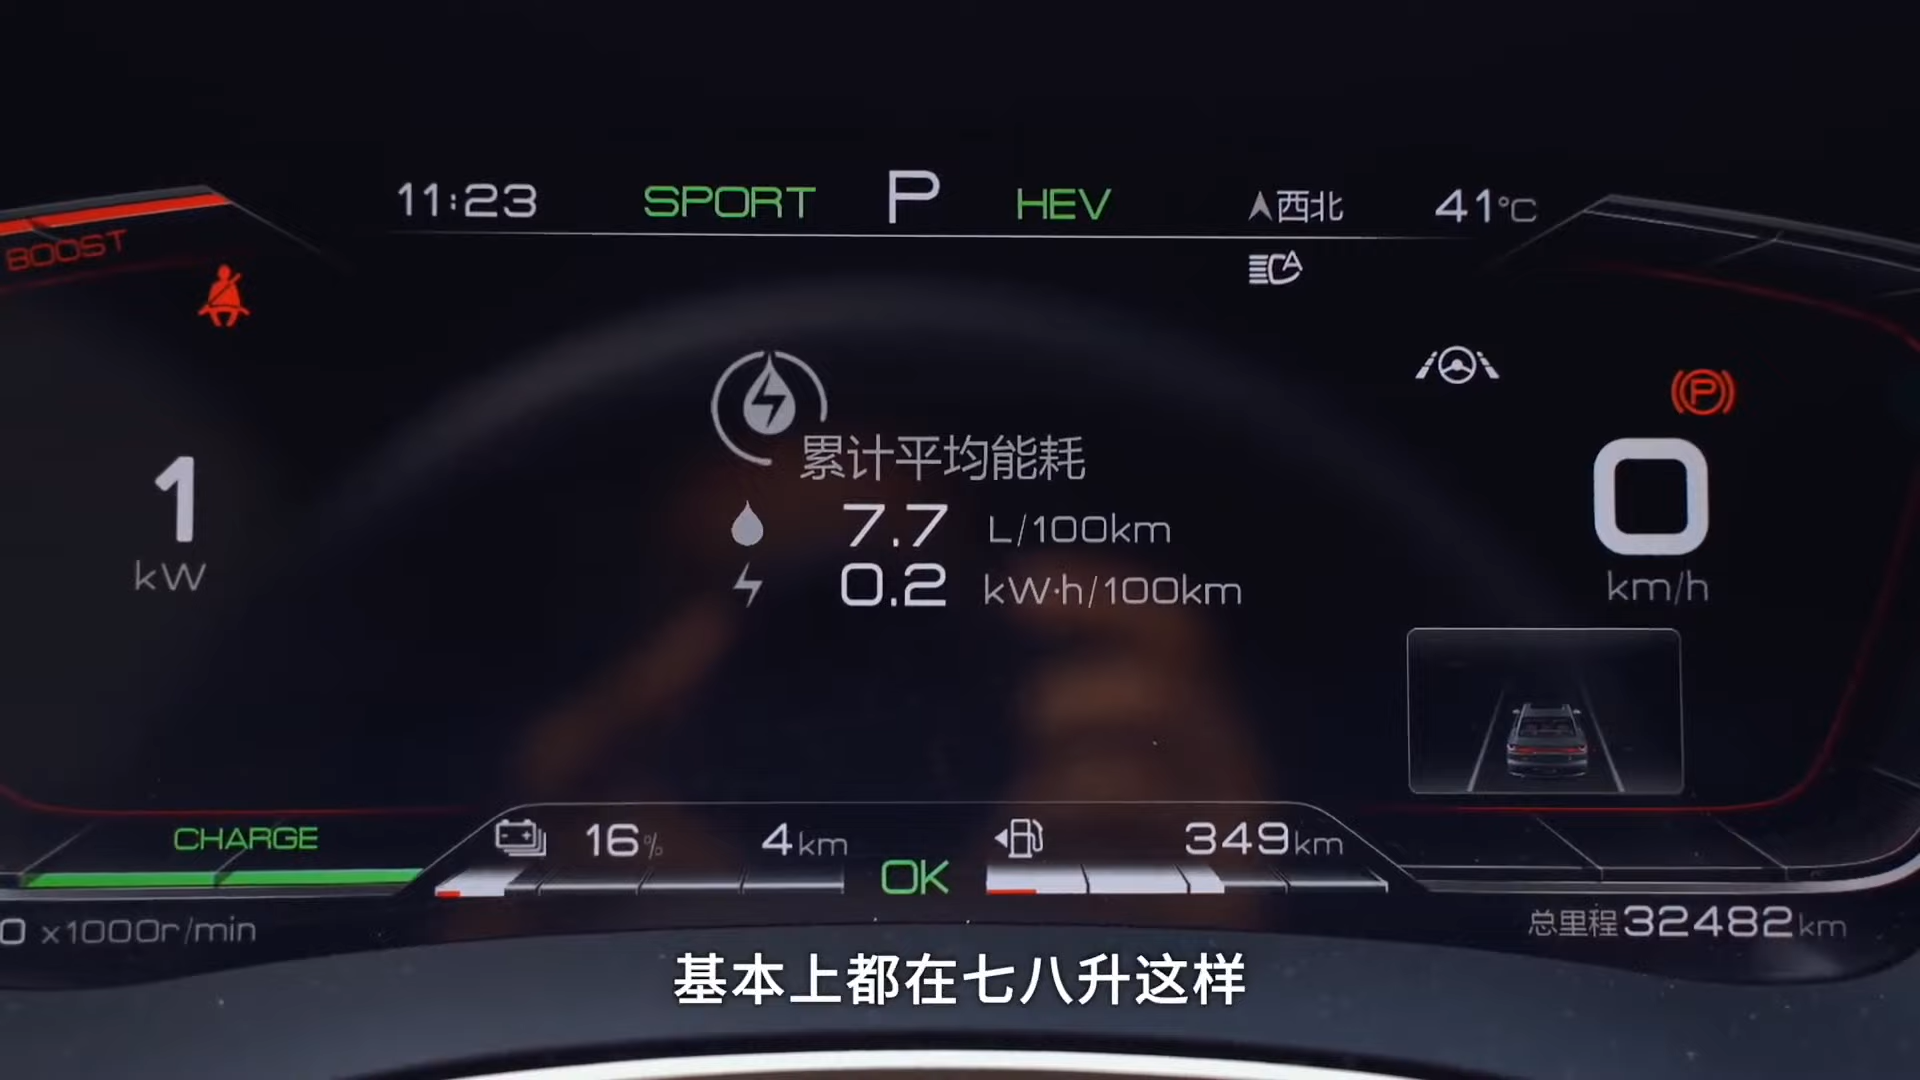 11:23 SPORT P HEV 西北 41°C
BOOST
累计平均能耗
7.7 L/100km
0.2 kW·h/100km
1
kW
0
km/h
CHARGE
16% 4km
OK
349km
0 x1000r/min
总里程32482km
基本上都在七八升这样